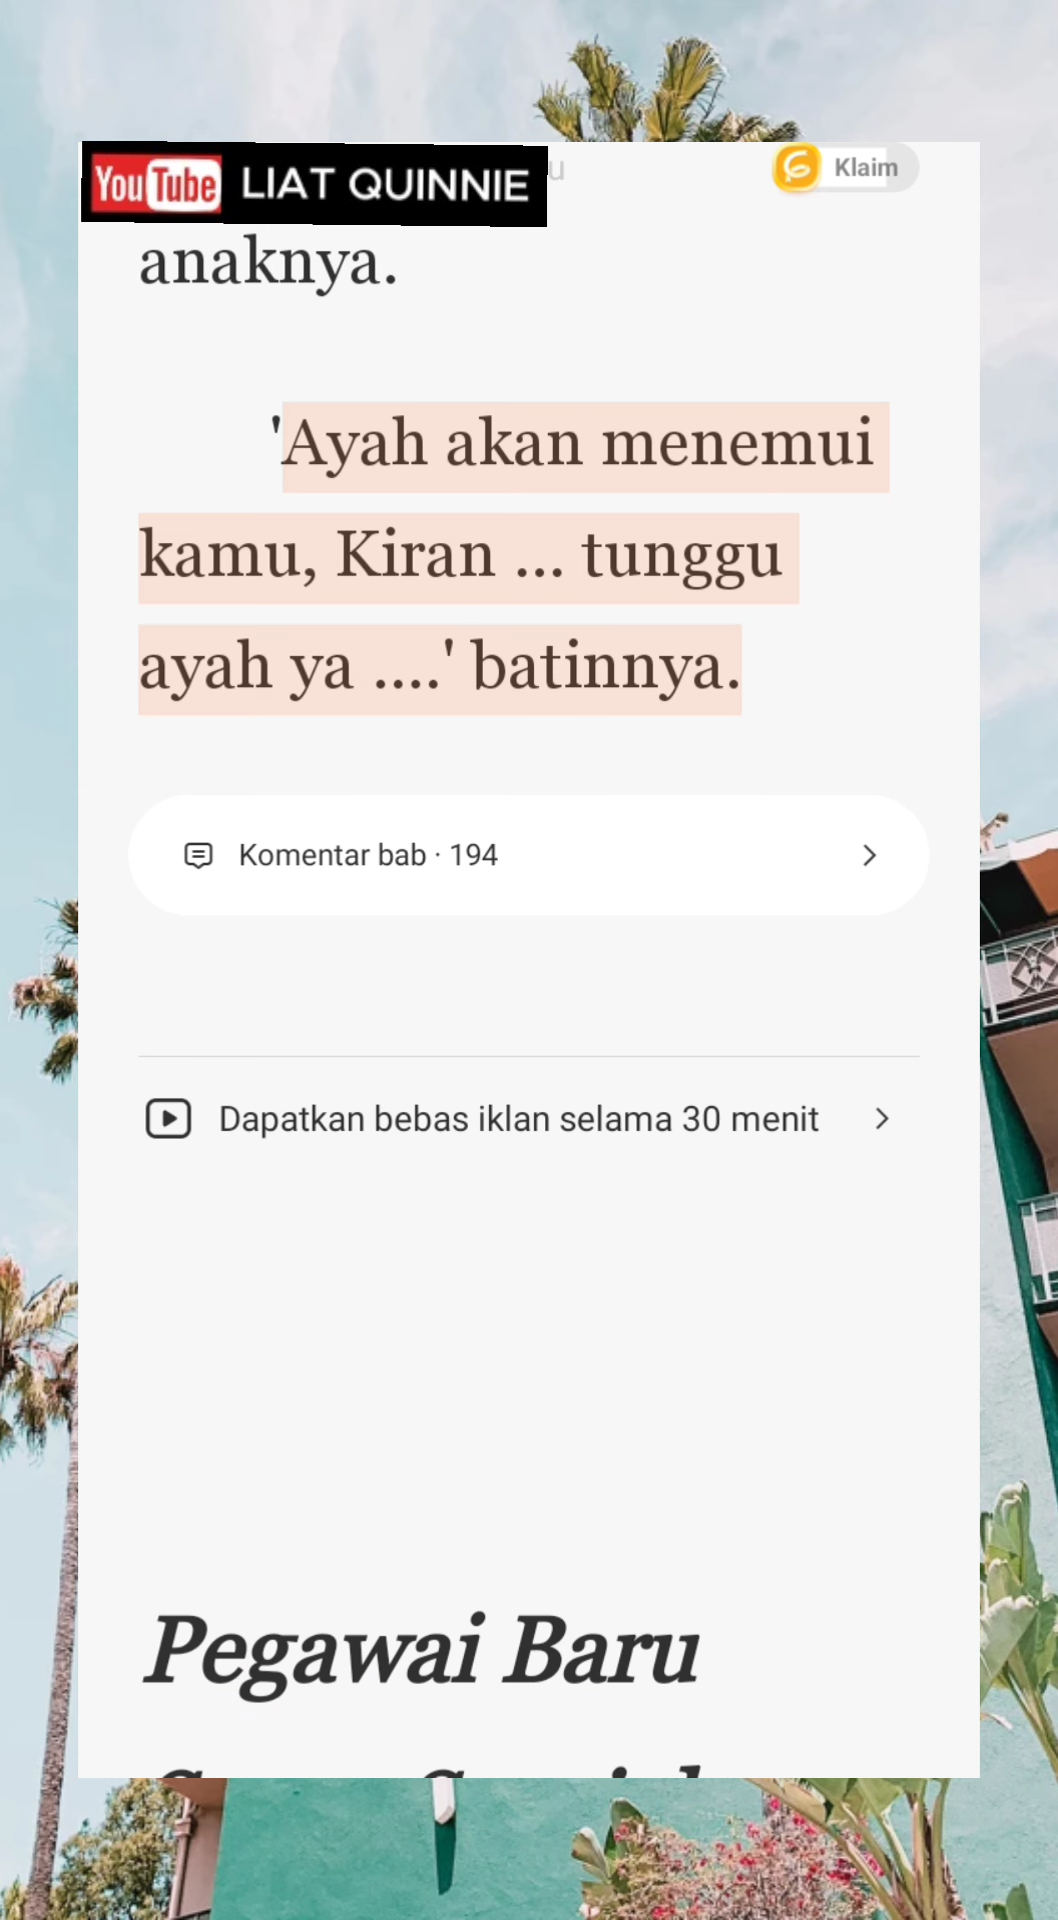 YouTube LIAT QUINNIE
Klaim
anaknya.
'Ayah akan menemui
kamu, Kiran ... tunggu
ayah ya ....' batinnya.
Komentar bab · 194
Dapatkan bebas iklan selama 30 menit
Pegawai Baru